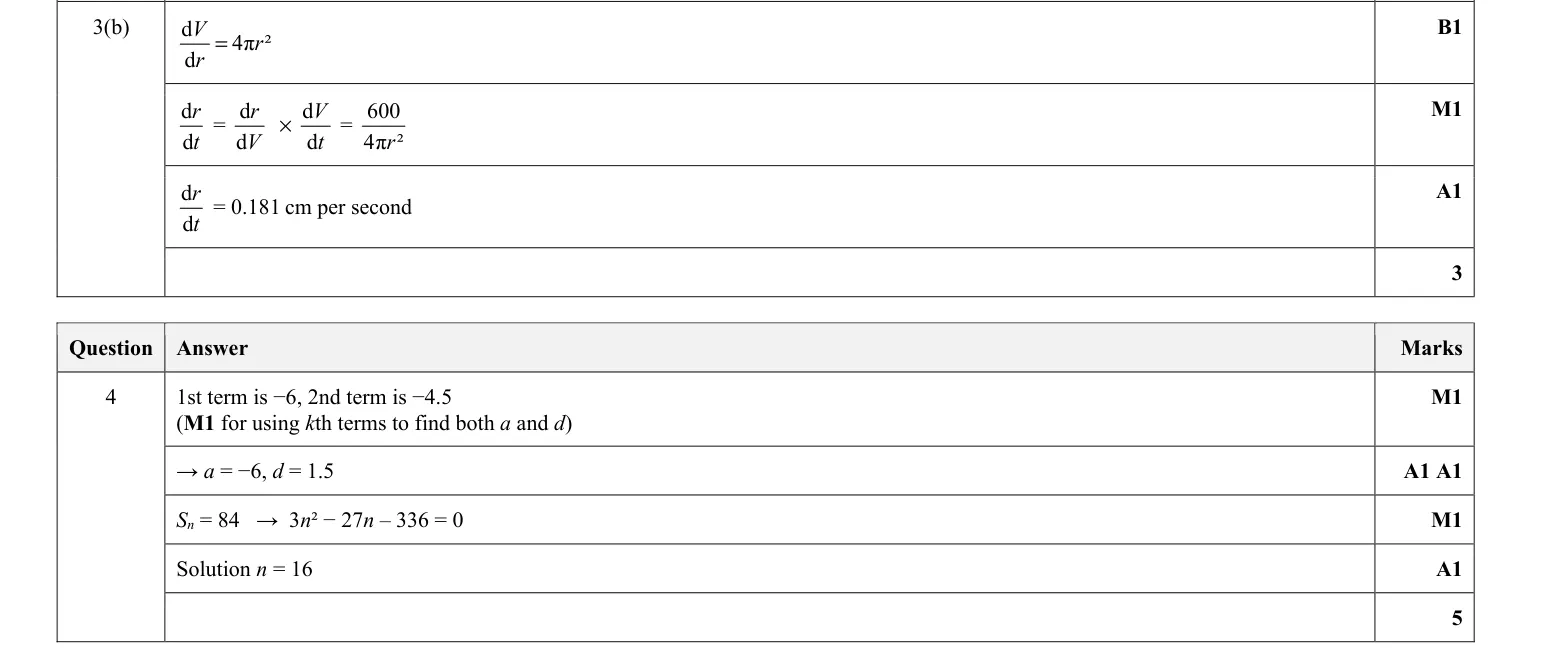 3(b) dV/dr = 4πr² B1
dr/dt = dr/dV × dV/dt = 600/4πr² M1
dr/dt = 0.181 cm per second A1
3
Question Answer Marks
4 1st term is −6, 2nd term is −4.5 M1
(M1 for using kth terms to find both a and d)
→ a = −6, d = 1.5 A1 A1
Sₙ = 84 → 3n² − 27n – 336 = 0 M1
Solution n = 16 A1
5